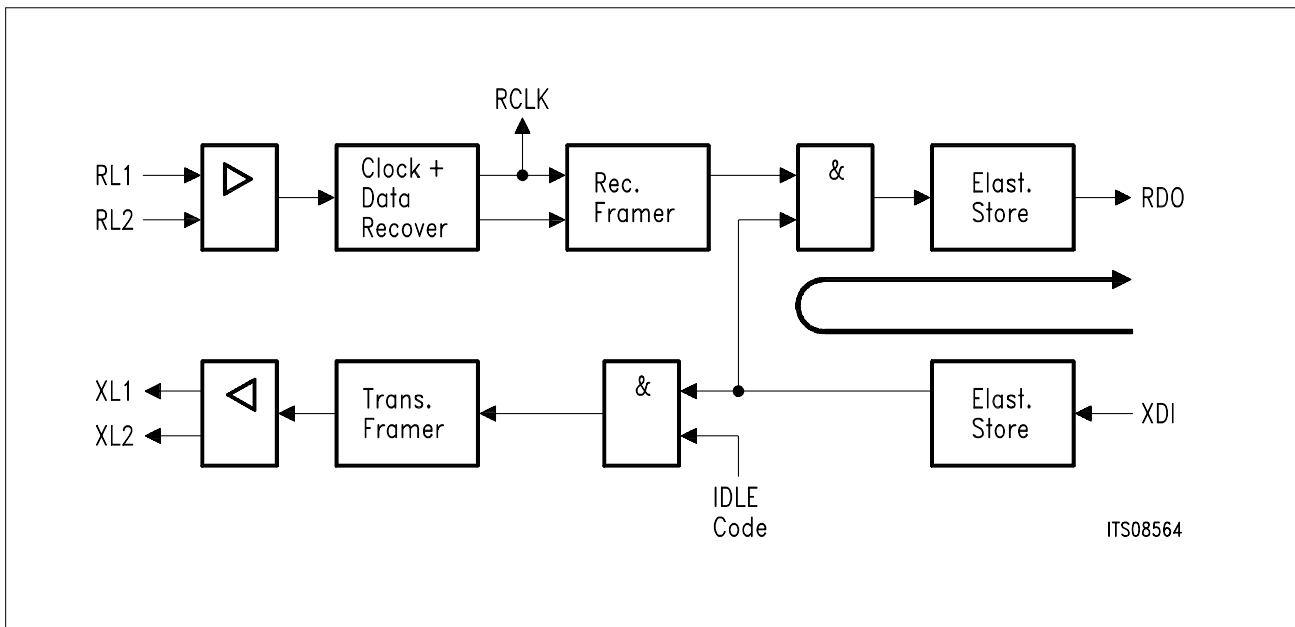 RCLK
RL1
RL2
Clock +
Data
Recover
Rec.
Framer
&
Elast.
Store
RDO
XL1
XL2
Trans.
Framer
&
Elast.
Store
XDI
IDLE
Code
ITS08564